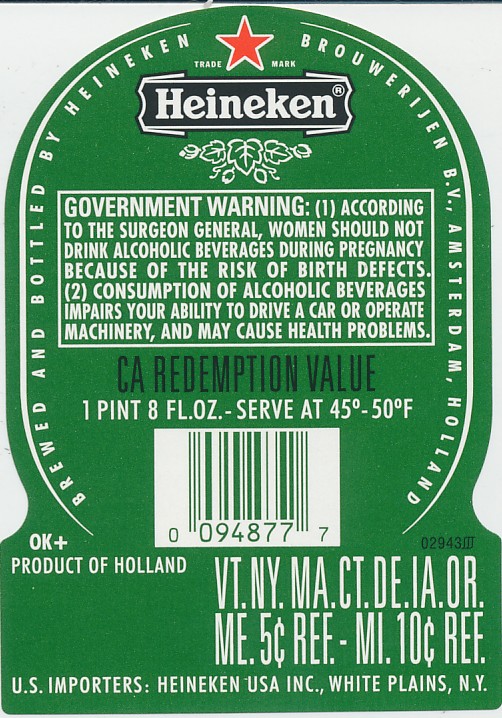 BREWED AND BOTTLED BY HEINEKEN BROUWERIJEN B.V., AMSTERDAM, HOLLAND
TRADE MARK
Heineken®
GOVERNMENT WARNING: (1) ACCORDING
TO THE SURGEON GENERAL, WOMEN SHOULD NOT
DRINK ALCOHOLIC BEVERAGES DURING PREGNANCY
BECAUSE OF THE RISK OF BIRTH DEFECTS.
(2) CONSUMPTION OF ALCOHOLIC BEVERAGES
IMPAIRS YOUR ABILITY TO DRIVE A CAR OR OPERATE
MACHINERY, AND MAY CAUSE HEALTH PROBLEMS.
CA REDEMPTION VALUE
1 PINT 8 FL.OZ.-SERVE AT 45º-50ºF
0 094877 7
OK+
02943
PRODUCT OF HOLLAND
VT.NY. MA.CT.DE.IA.OR.
ME. 5¢ REF.- MI. 10¢ REF.
U.S. IMPORTERS: HEINEKEN USA INC., WHITE PLAINS, N.Y.